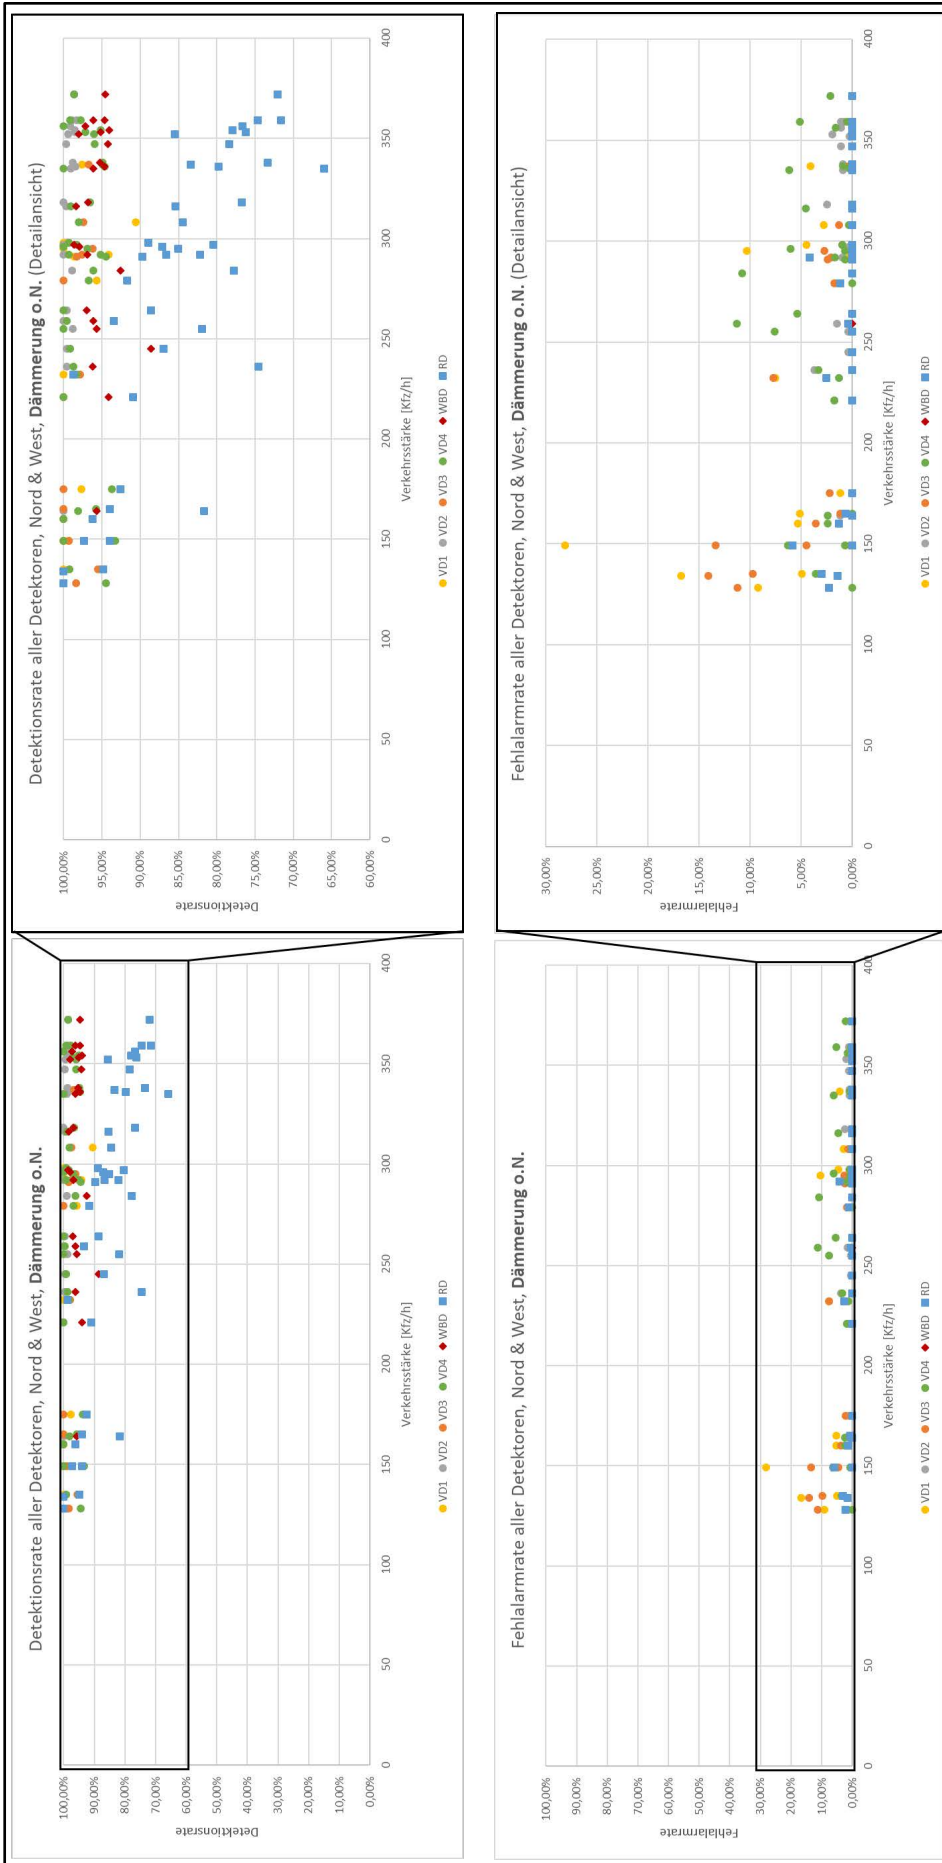 Detektionsrate aller Detektoren, Nord & West, Dämmerung o.N.
100,00%
90,00%
80,00%
70,00%
60,00%
50,00%
40,00%
30,00%
20,00%
10,00%
0,00%
Detektionsrate
0 50 100 150 200 250 300 350 400
Verkehrsstärke [Kfz/h]
VD1 VD2 VD3 VD4 WBD RD
Detektionsrate aller Detektoren, Nord & West, Dämmerung o.N. (Detailansicht)
100,00%
95,00%
90,00%
85,00%
80,00%
75,00%
70,00%
65,00%
60,00%
Detektionsrate
0 50 100 150 200 250 300 350 400
Verkehrsstärke [Kfz/h]
VD1 VD2 VD3 VD4 WBD RD
Fehlalarmrate aller Detektoren, Nord & West, Dämmerung o.N.
100,00%
90,00%
80,00%
70,00%
60,00%
50,00%
40,00%
30,00%
20,00%
10,00%
0,00%
Fehlalarmrate
0 50 100 150 200 250 300 350 400
Verkehrsstärke [Kfz/h]
VD1 VD2 VD3 VD4 WBD RD
Fehlalarmrate aller Detektoren, Nord & West, Dämmerung o.N. (Detailansicht)
30,00%
25,00%
20,00%
15,00%
10,00%
5,00%
0,00%
Fehlalarmrate
0 50 100 150 200 250 300 350 400
Verkehrsstärke [Kfz/h]
VD1 VD2 VD3 VD4 WBD RD